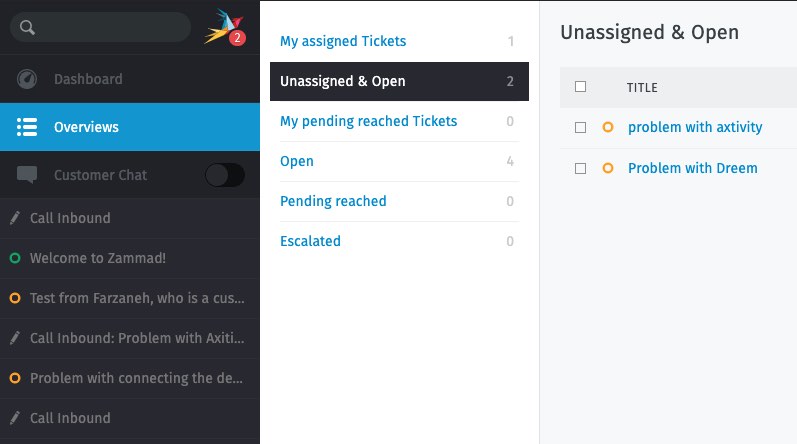 2
Dashboard
Overviews
Customer Chat
Call Inbound
Welcome to Zammad!
Test from Farzaneh, who is a cus...
Call Inbound: Problem with Axiti...
Problem with connecting the de...
Call Inbound
My assigned Tickets 1
Unassigned & Open 2
My pending reached Tickets 0
Open 4
Pending reached 0
Escalated 0
Unassigned & Open
TITLE
problem with axtivity
Problem with Dreem